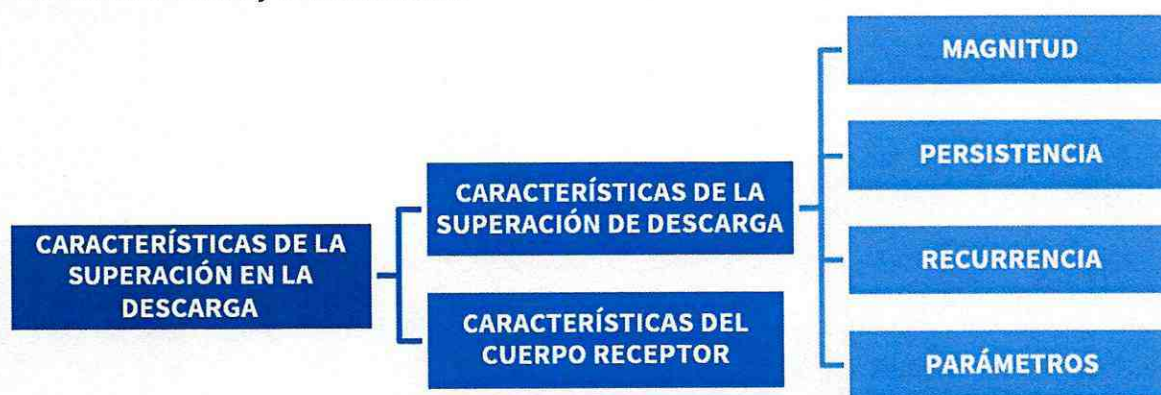 CARACTERÍSTICAS DE LA
SUPERACIÓN EN LA
DESCARGA
CARACTERÍSTICAS DE LA
SUPERACIÓN DE DESCARGA
CARACTERÍSTICAS DEL
CUERPO RECEPTOR
MAGNITUD
PERSISTENCIA
RECURRENCIA
PARÁMETROS